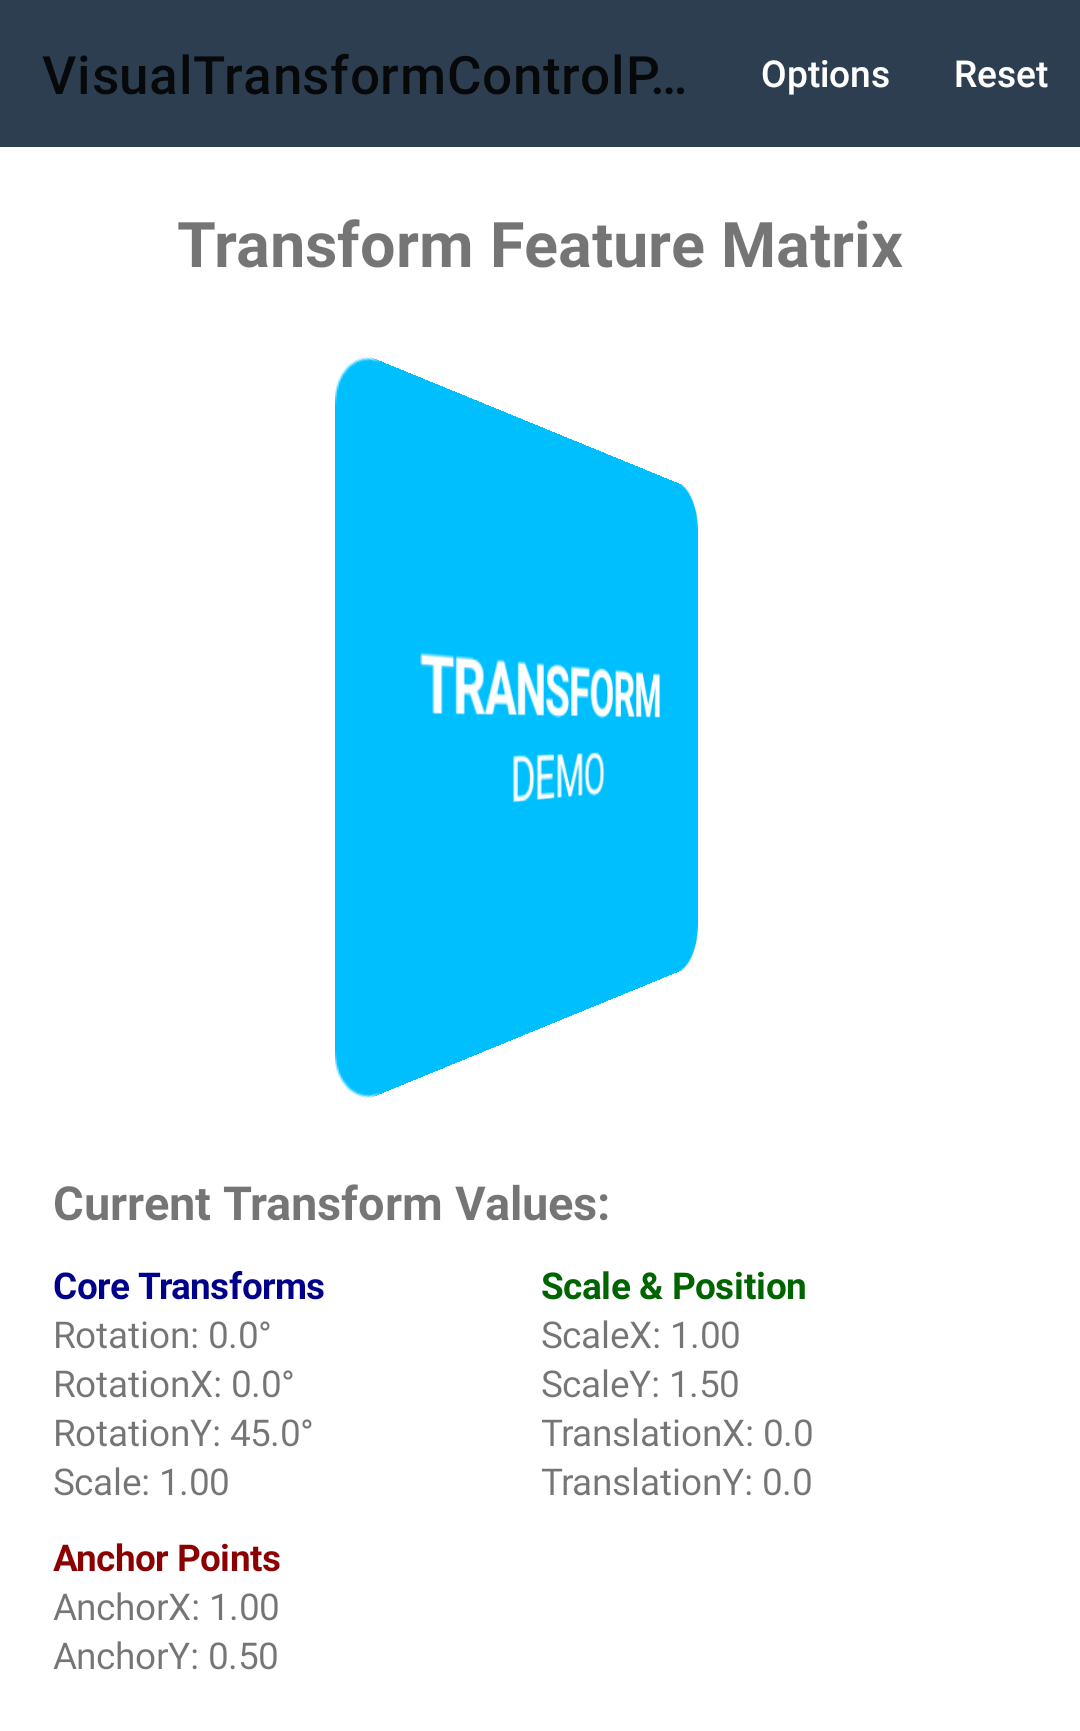 VisualTransformControlP...
Options
Reset
Transform Feature Matrix
TRANSFORM
DEMO
Current Transform Values:
Core Transforms
Rotation: 0.0°
RotationX: 0.0°
RotationY: 45.0°
Scale: 1.00
Scale & Position
ScaleX: 1.00
ScaleY: 1.50
TranslationX: 0.0
TranslationY: 0.0
Anchor Points
AnchorX: 1.00
AnchorY: 0.50